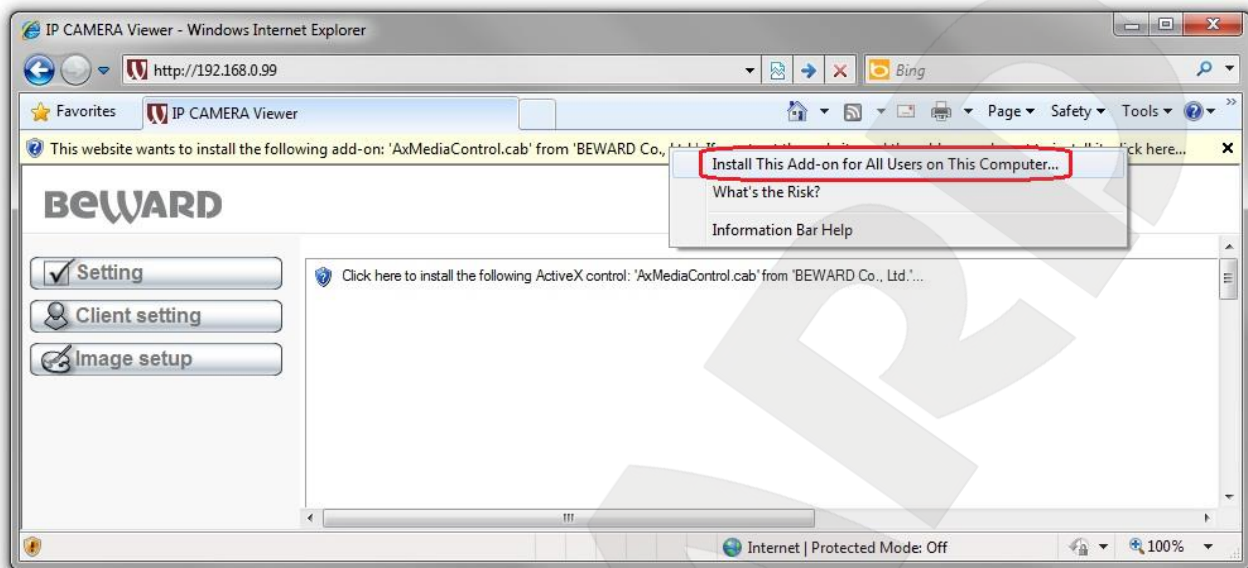 IP CAMERA Viewer - Windows Internet Explorer
http://192.168.0.99
Bing
Favorites
IP CAMERA Viewer
Page Safety Tools
This website wants to install the following add-on: 'AxMediaControl.cab' from 'BEWARD Co., click here...
Install This Add-on for All Users on This Computer...
What's the Risk?
Information Bar Help
BEWARD
Setting
Click here to install the following ActiveX control: 'AxMediaControl.cab' from 'BEWARD Co., Ltd.'...
Client setting
Image setup
Internet | Protected Mode: Off
100%